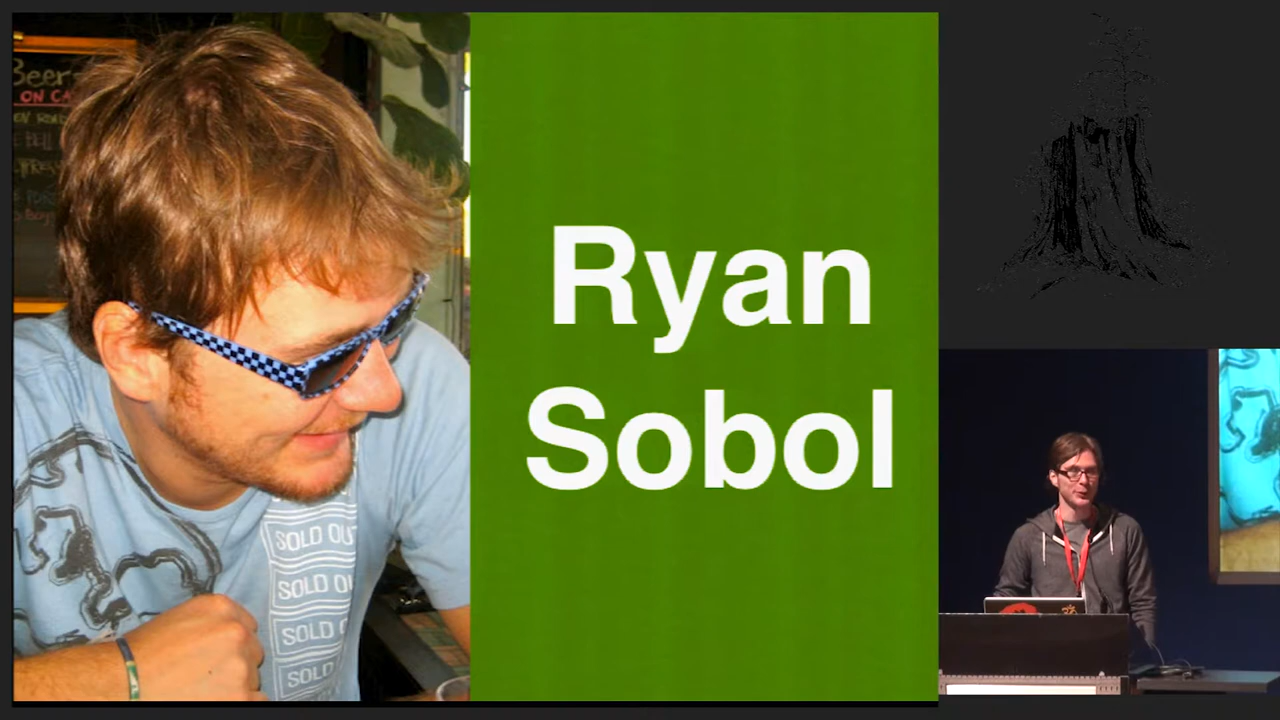 Beer
ON CA
Ryan
Sobol
SOLD OUT
SOLD OU
SOLD O
SOLD